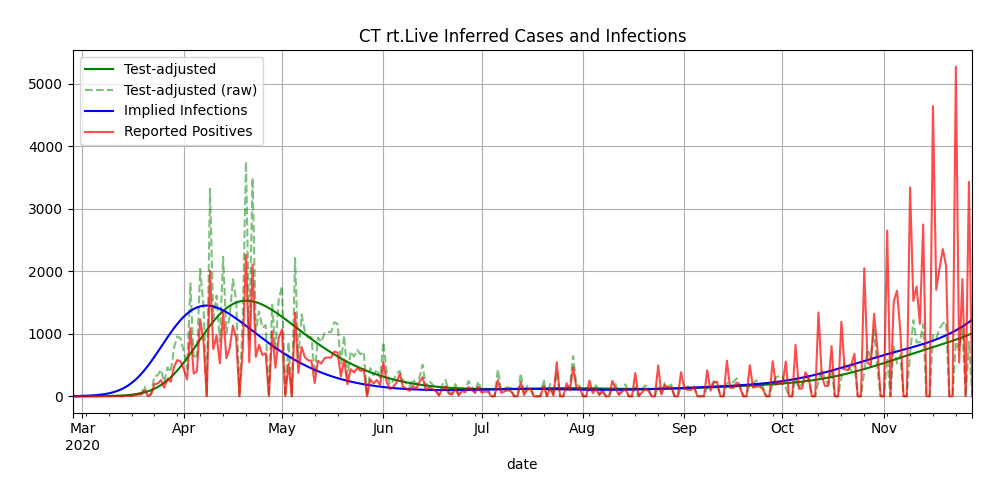 CT rt.Live Inferred Cases and Infections
Test-adjusted
Test-adjusted (raw)
Implied Infections
Reported Positives
5000
4000
3000
2000
1000
0
Mar Apr May Jun Jul Aug Sep Oct Nov
2020
date